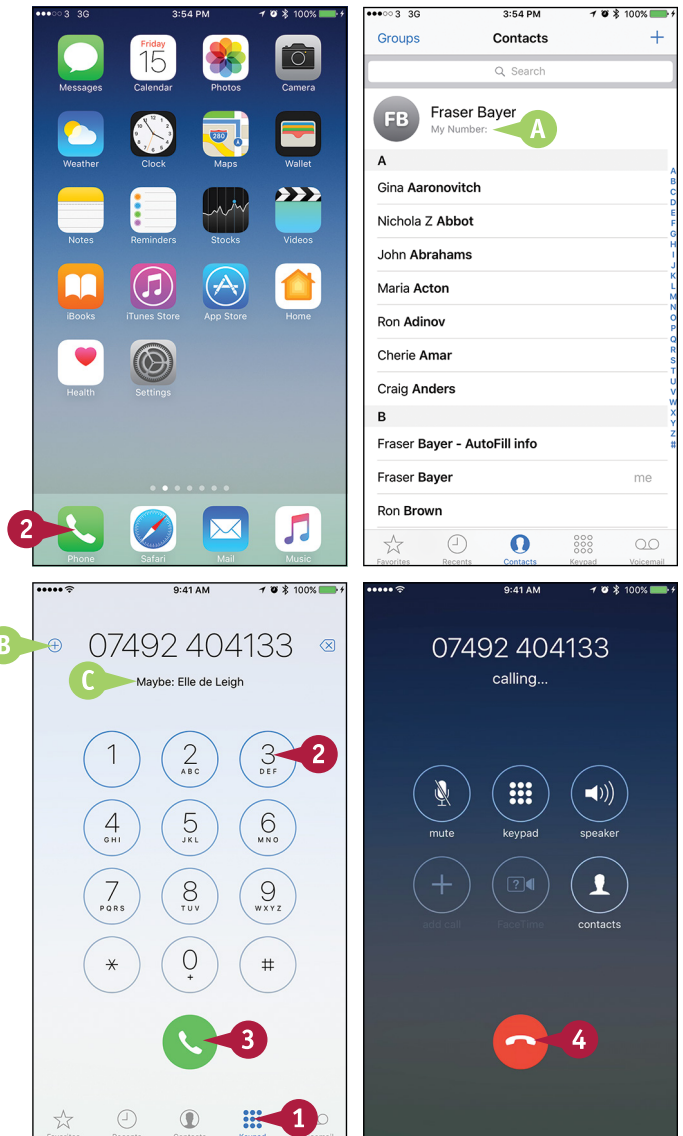 3 3G 3:54 PM 100%
Friday
15
Messages Calendar Photos Camera
280
Weather Clock Maps Wallet
Notes Reminders Stocks Videos
iBooks iTunes Store App Store Home
Health Settings
2
Phone Safari Mail Music
3 3G 3:54 PM 100%
Groups Contacts +
Search
FB Fraser Bayer
My Number: A
A
Gina Aaronovitch
Nichola Z Abbot
John Abrahams
Maria Acton
Ron Adinov
Cherie Amar
Craig Anders
B
Fraser Bayer - AutoFill info
Fraser Bayer me
Ron Brown
A
B
C
D
E
F
G
H
I
J
K
L
M
N
O
P
Q
R
S
T
U
V
W
X
Y
Z
#
Favorites Recents Contacts Keypad Voicemail
9:41 AM 100%
B 07492 404133
C Maybe: Elle de Leigh
1 2 3 2
ABC DEF
4 5 6
GHI JKL MNO
7 8 9
PQRS TUV WXYZ
* 0 #
+
3
1
Favorites Recents Contacts Keypad Voicemail
9:41 AM 100%
07492 404133
calling...
mute keypad speaker
add call FaceTime contacts
4